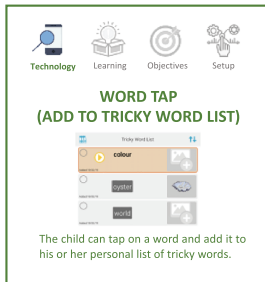 Technology Learning Objectives Setup
WORD TAP
(ADD TO TRICKY WORD LIST)
Tricky Word List
colour
oyster
world
The child can tap on a word and add it to
his or her personal list of tricky words.